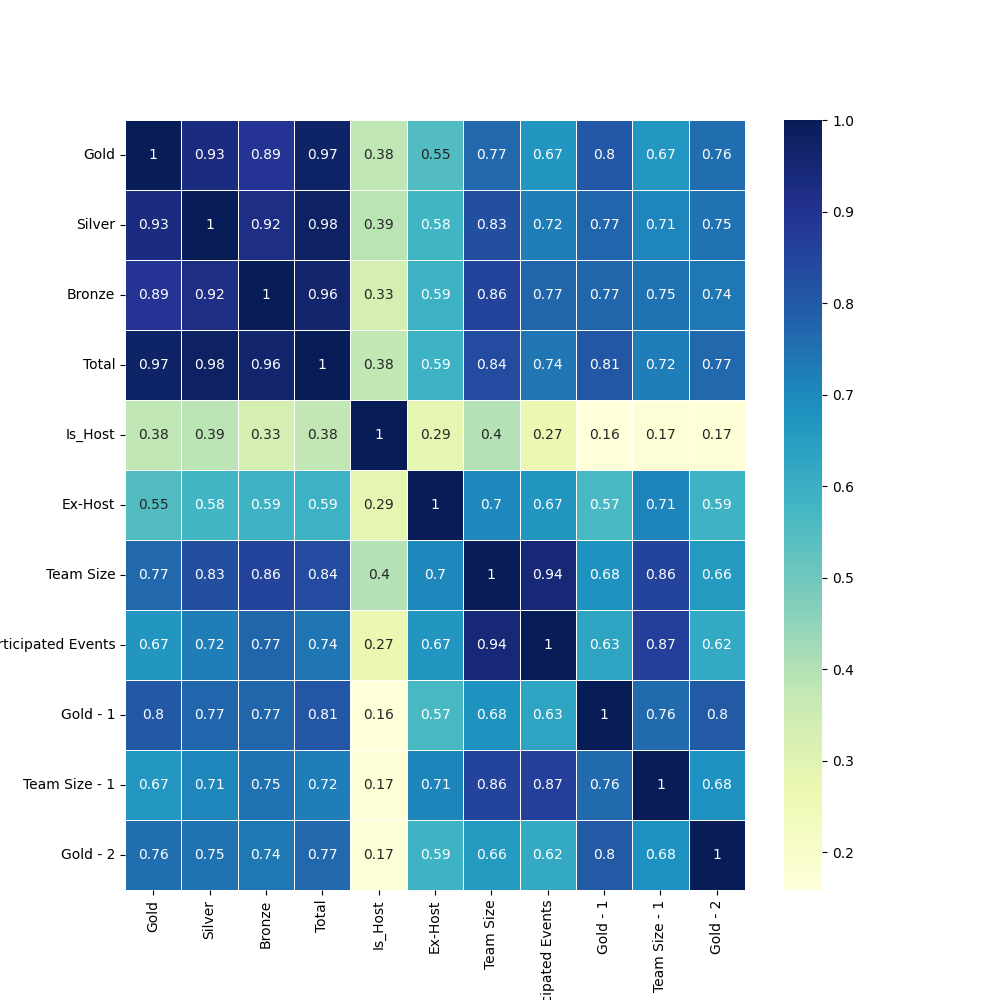 1.0
Gold 1 0.93 0.89 0.97 0.38 0.55 0.77 0.67 0.8 0.67 0.76
0.9
Silver 0.93 1 0.92 0.98 0.39 0.58 0.83 0.72 0.77 0.71 0.75
Bronze 0.89 0.92 1 0.96 0.33 0.59 0.86 0.77 0.77 0.75 0.74
0.8
Total 0.97 0.98 0.96 1 0.38 0.59 0.84 0.74 0.81 0.72 0.77
0.7
Is_Host 0.38 0.39 0.33 0.38 1 0.29 0.4 0.27 0.16 0.17 0.17
0.6
Ex-Host 0.55 0.58 0.59 0.59 0.29 1 0.7 0.67 0.57 0.71 0.59
Team Size 0.77 0.83 0.86 0.84 0.4 0.7 1 0.94 0.68 0.86 0.66
0.5
rticipated Events 0.67 0.72 0.77 0.74 0.27 0.67 0.94 1 0.63 0.87 0.62
0.4
Gold - 1 0.8 0.77 0.77 0.81 0.16 0.57 0.68 0.63 1 0.76 0.8
0.3
Team Size - 1 0.67 0.71 0.75 0.72 0.17 0.71 0.86 0.87 0.76 1 0.68
Gold - 2 0.76 0.75 0.74 0.77 0.17 0.59 0.66 0.62 0.8 0.68 1
0.2
Gold
Silver
Bronze
Total
Is_Host
Ex-Host
Team Size
cipated Events
Gold - 1
Team Size - 1
Gold - 2